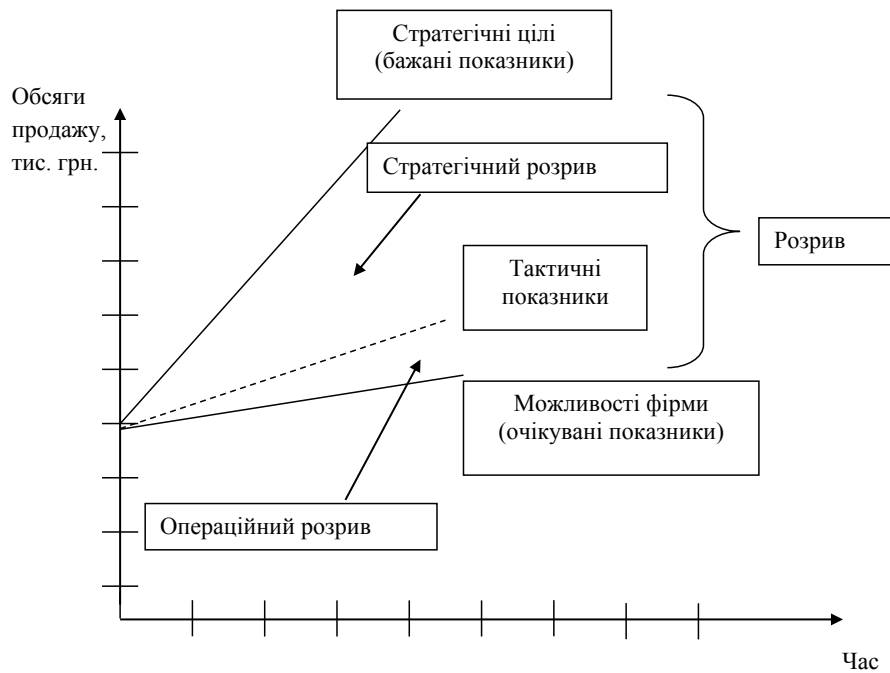 Стратегічні цілі
(бажані показники)
Обсяги
продажу,
тис. грн.
Стратегічний розрив
Розрив
Тактичні
показники
Можливості фірми
(очікувані показники)
Операційний розрив
Час